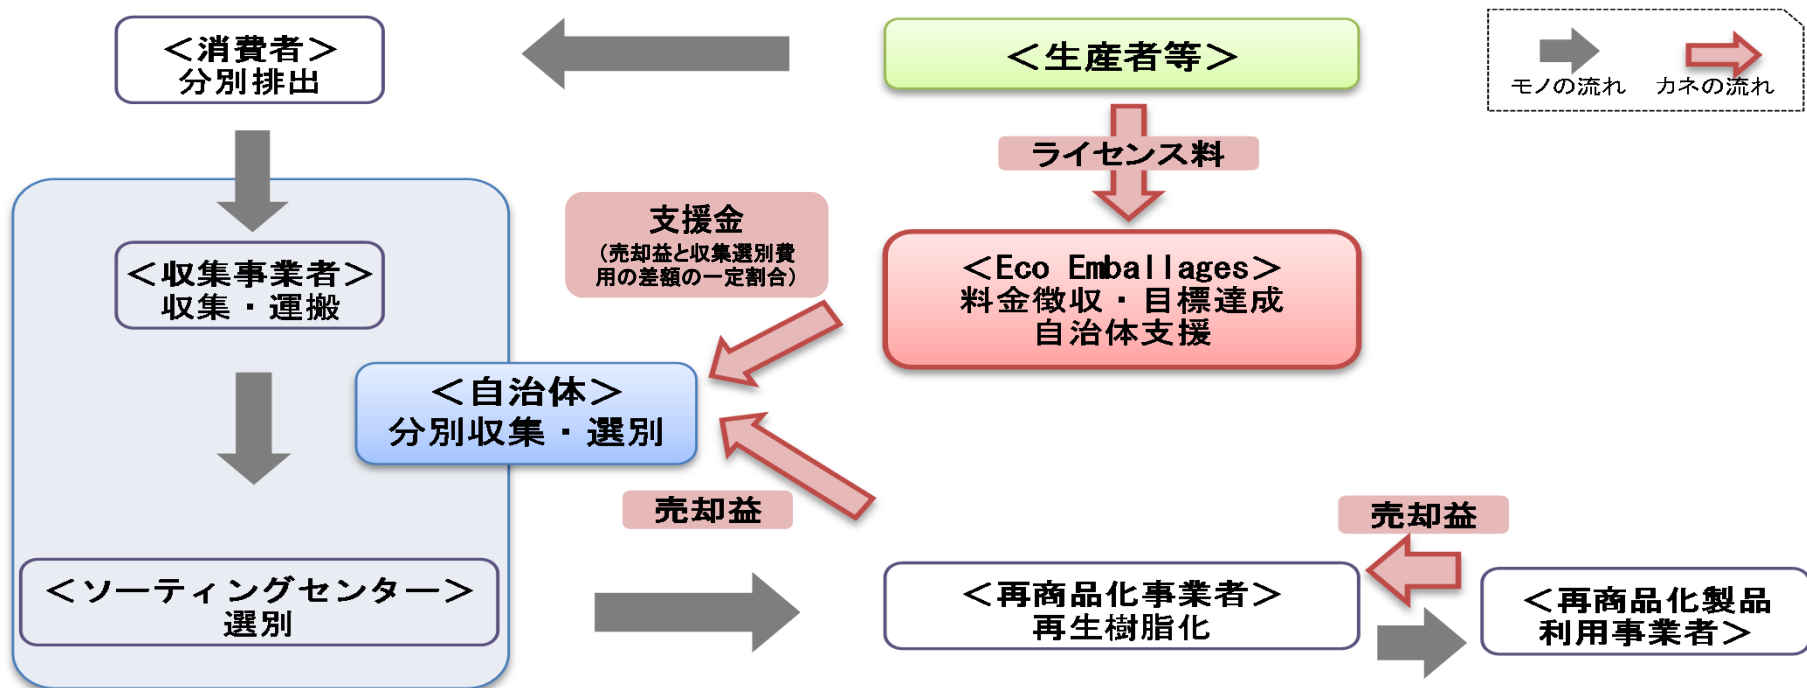 ＜消費者＞
分別排出
＜生産者等＞
モノの流れ
カネの流れ
ライセンス料
支援金
（売却益と収集選別費
用の差額の一定割合）
＜Eco Emballages＞
料金徴収・目標達成
自治体支援
＜収集事業者＞
収集・運搬
＜自治体＞
分別収集・選別
売却益
売却益
＜ソーティングセンター＞
選別
＜再商品化事業者＞
再生樹脂化
＜再商品化製品
利用事業者＞